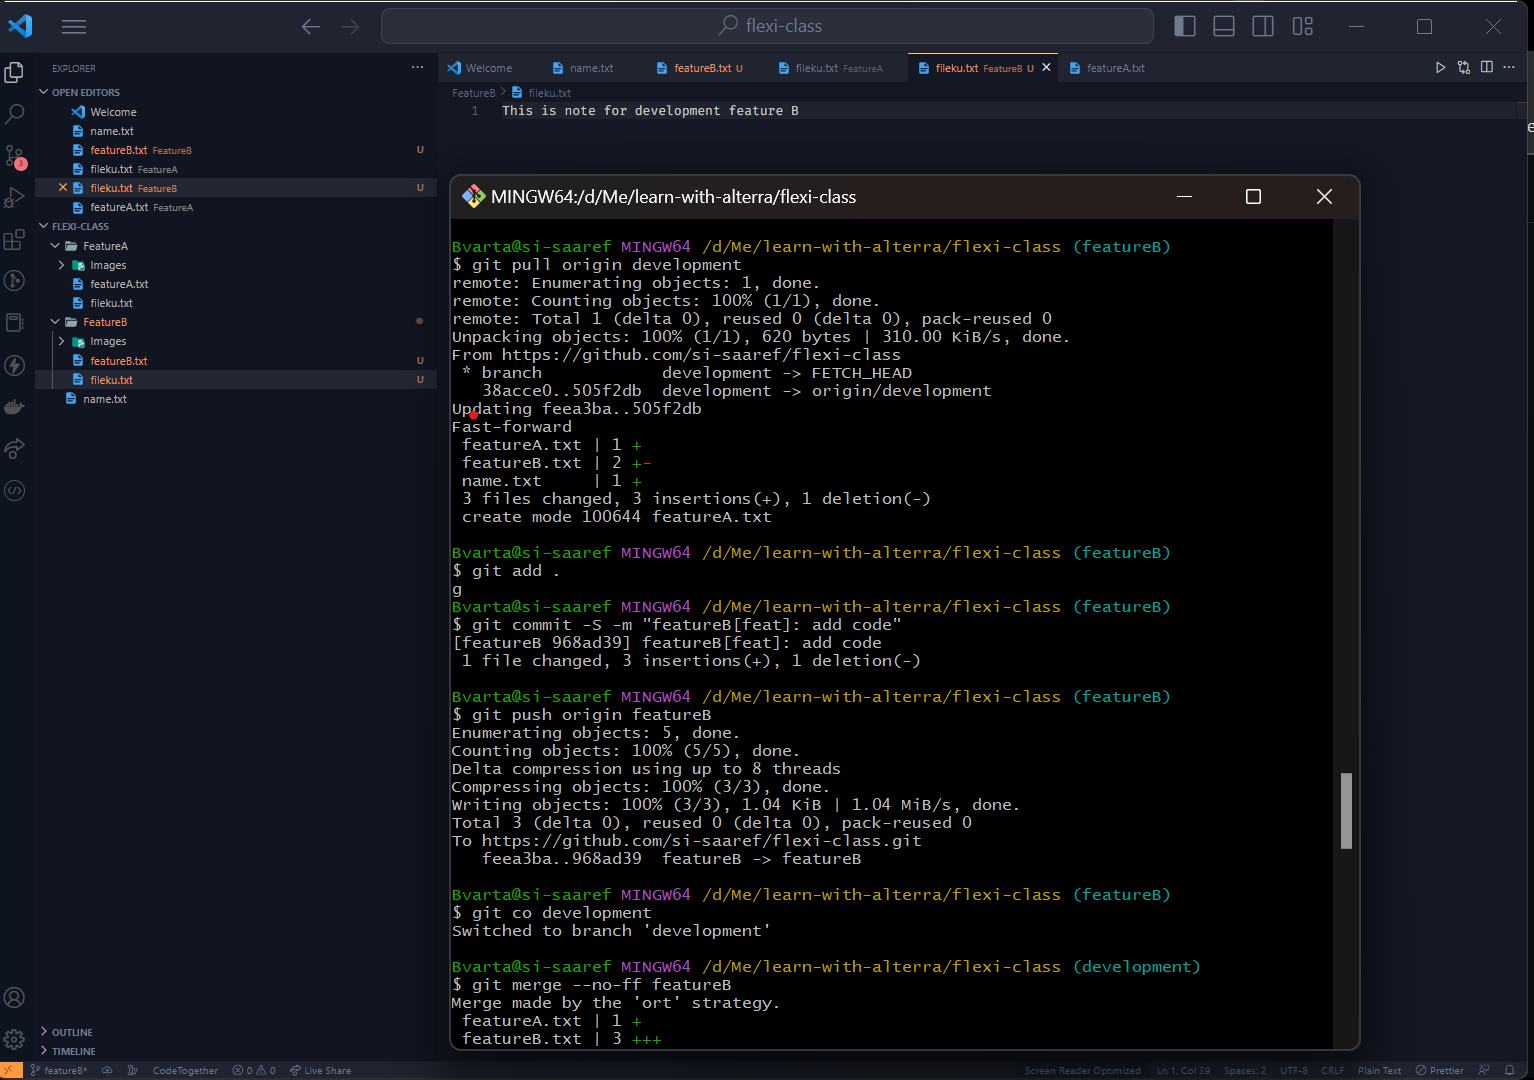 flexi-class
EXPLORER
OPEN EDITORS
Welcome
name.txt
featureB.txt FeatureB U
fileku.txt FeatureA
fileku.txt FeatureB U
featureA.txt FeatureA
FLEXI-CLASS
FeatureA
Images
featureA.txt
fileku.txt
FeatureB
Images
featureB.txt U
fileku.txt U
name.txt
OUTLINE
TIMELINE
3
Welcome name.txt featureB.txt U fileku.txt FeatureA fileku.txt FeatureB U featureA.txt
FeatureB > fileku.txt
1 This is note for development feature B
MINGW64:/d/Me/learn-with-alterra/flexi-class
Bvarta@si-saaref MINGW64 /d/Me/learn-with-alterra/flexi-class (featureB)
$ git pull origin development
remote: Enumerating objects: 1, done.
remote: Counting objects: 100% (1/1), done.
remote: Total 1 (delta 0), reused 0 (delta 0), pack-reused 0
Unpacking objects: 100% (1/1), 620 bytes | 310.00 KiB/s, done.
From https://github.com/si-saaref/flexi-class
* branch development -> FETCH_HEAD
38acce0..505f2db development -> origin/development
Updating feea3ba..505f2db
Fast-forward
featureA.txt | 1 +
featureB.txt | 2 +-
name.txt | 1 +
3 files changed, 3 insertions(+), 1 deletion(-)
create mode 100644 featureA.txt
Bvarta@si-saaref MINGW64 /d/Me/learn-with-alterra/flexi-class (featureB)
$ git add .
g
Bvarta@si-saaref MINGW64 /d/Me/learn-with-alterra/flexi-class (featureB)
$ git commit -S -m "featureB[feat]: add code"
[featureB 968ad39] featureB[feat]: add code
1 file changed, 3 insertions(+), 1 deletion(-)
Bvarta@si-saaref MINGW64 /d/Me/learn-with-alterra/flexi-class (featureB)
$ git push origin featureB
Enumerating objects: 5, done.
Counting objects: 100% (5/5), done.
Delta compression using up to 8 threads
Compressing objects: 100% (3/3), done.
Writing objects: 100% (3/3), 1.04 KiB | 1.04 MiB/s, done.
Total 3 (delta 0), reused 0 (delta 0), pack-reused 0
To https://github.com/si-saaref/flexi-class.git
feea3ba..968ad39 featureB -> featureB
Bvarta@si-saaref MINGW64 /d/Me/learn-with-alterra/flexi-class (featureB)
$ git co development
Switched to branch 'development'
Bvarta@si-saaref MINGW64 /d/Me/learn-with-alterra/flexi-class (development)
$ git merge --no-ff featureB
Merge made by the 'ort' strategy.
featureA.txt | 1 +
featureB.txt | 3 +++
featureB* CodeTogether 0 0 Live Share Screen Reader Optimized Ln 1, Col 39 Spaces: 2 UTF-8 CRLF Plain Text Prettier